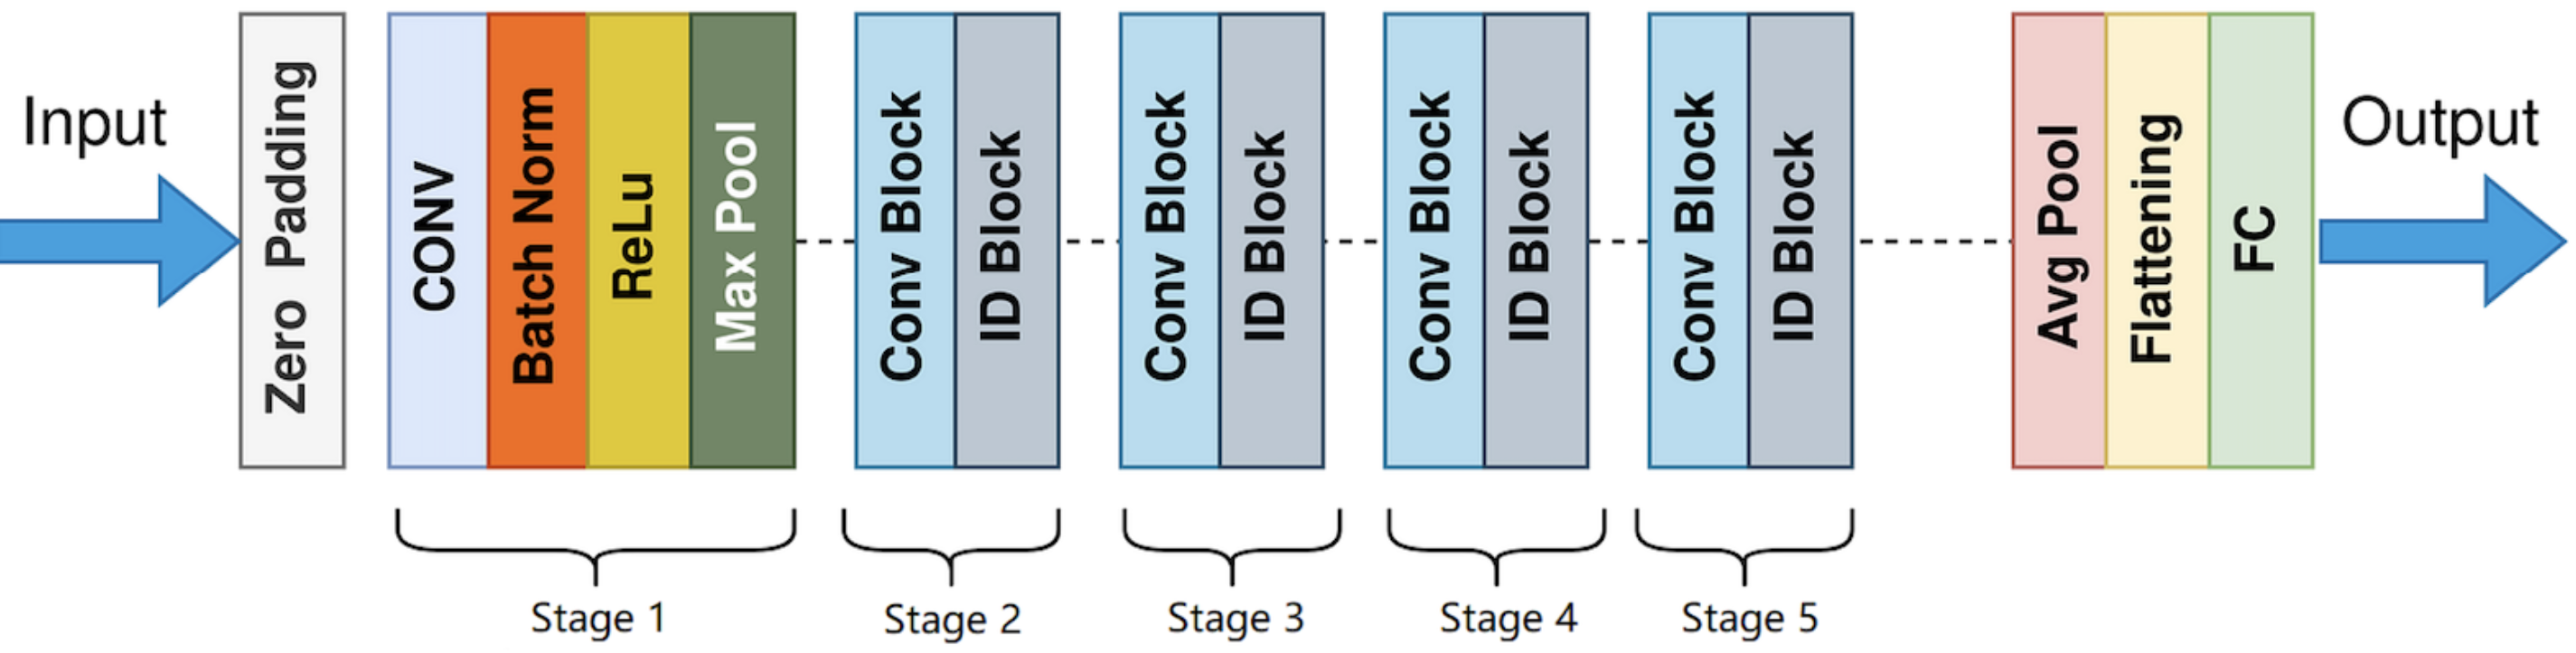 Input
Zero Padding
CONV
Batch Norm
ReLu
Max Pool
Conv Block
ID Block
Conv Block
ID Block
Conv Block
ID Block
Conv Block
ID Block
Avg Pool
Flattening
FC
Output
Stage 1
Stage 2
Stage 3
Stage 4
Stage 5